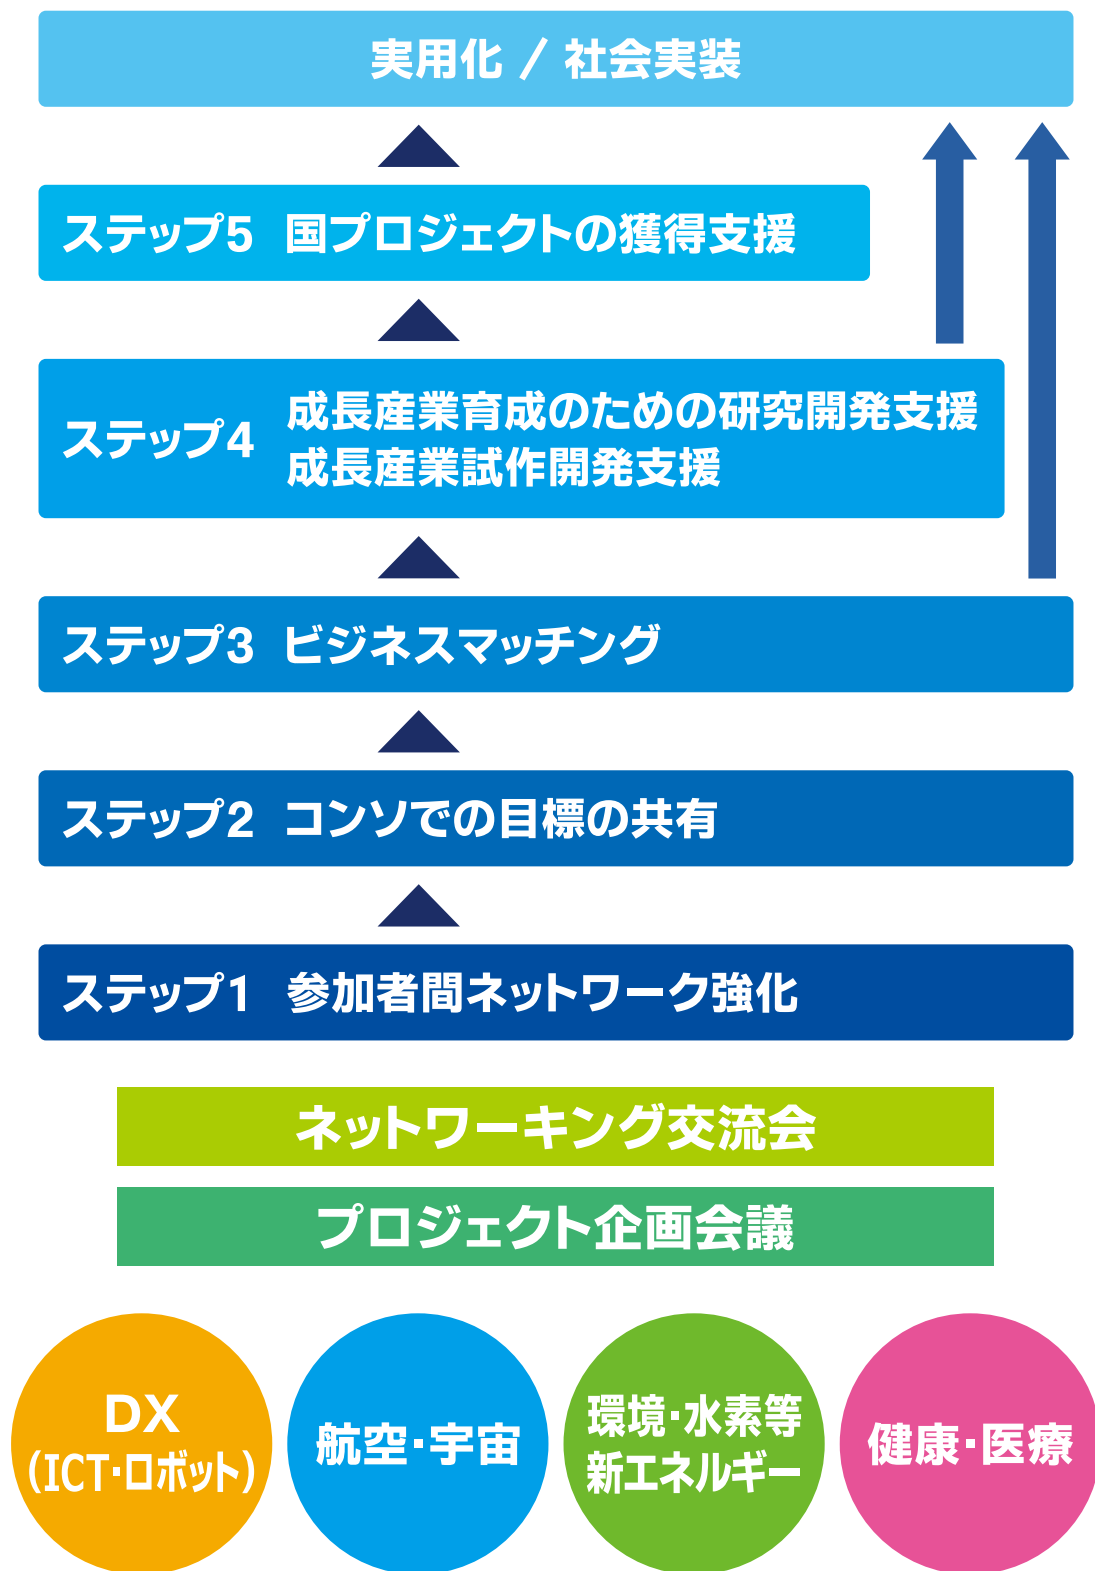 実用化 / 社会実装
ステップ5 国プロジェクトの獲得支援
ステップ4 成長産業育成のための研究開発支援
成長産業試作開発支援
ステップ3 ビジネスマッチング
ステップ2 コンソでの目標の共有
ステップ1 参加者間ネットワーク強化
ネットワーキング交流会
プロジェクト企画会議
DX
(ICT・ロボット)
航空・宇宙
環境・水素等
新エネルギー
健康・医療